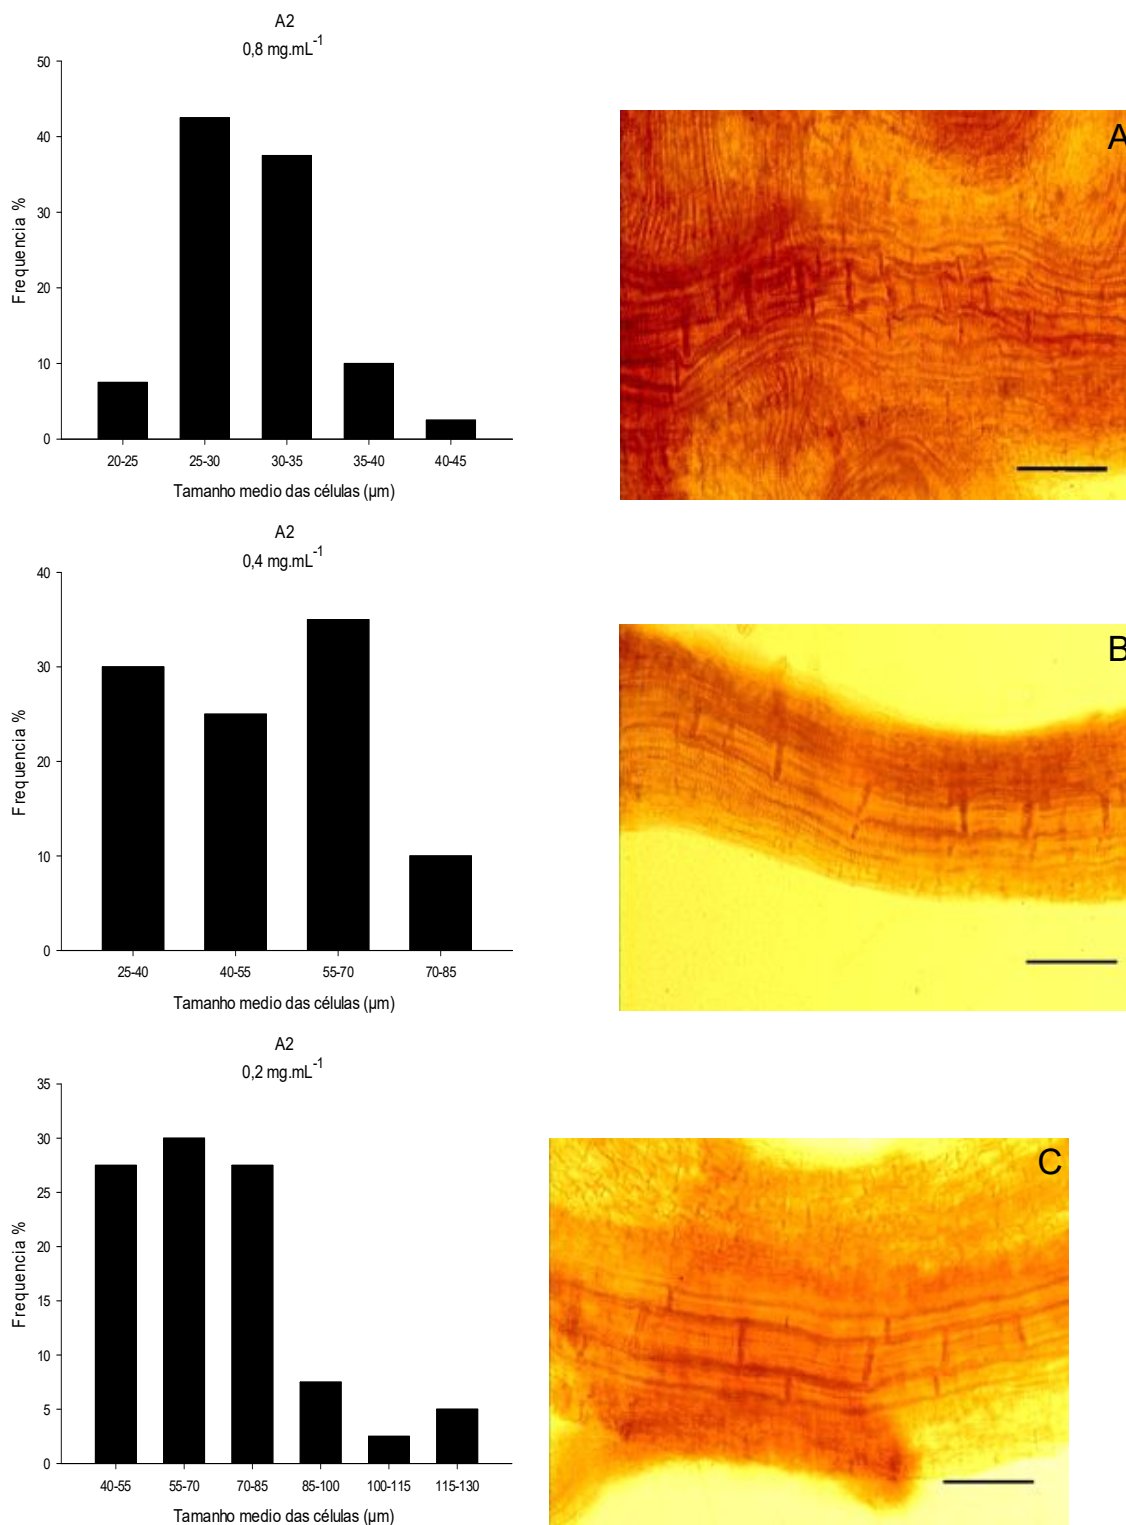 A2
0,8 mg.mL-1
50
40
30
20
10
0
Frequencia %
20-25 25-30 30-35 35-40 40-45
Tamanho medio das células (µm)
A
A2
0,4 mg.mL-1
40
30
20
10
0
Frequencia %
25-40 40-55 55-70 70-85
Tamanho medio das células (µm)
B
A2
0,2 mg.mL-1
35
30
25
20
15
10
5
0
Frequencia %
40-55 55-70 70-85 85-100 100-115 115-130
Tamanho medio das células (µm)
C